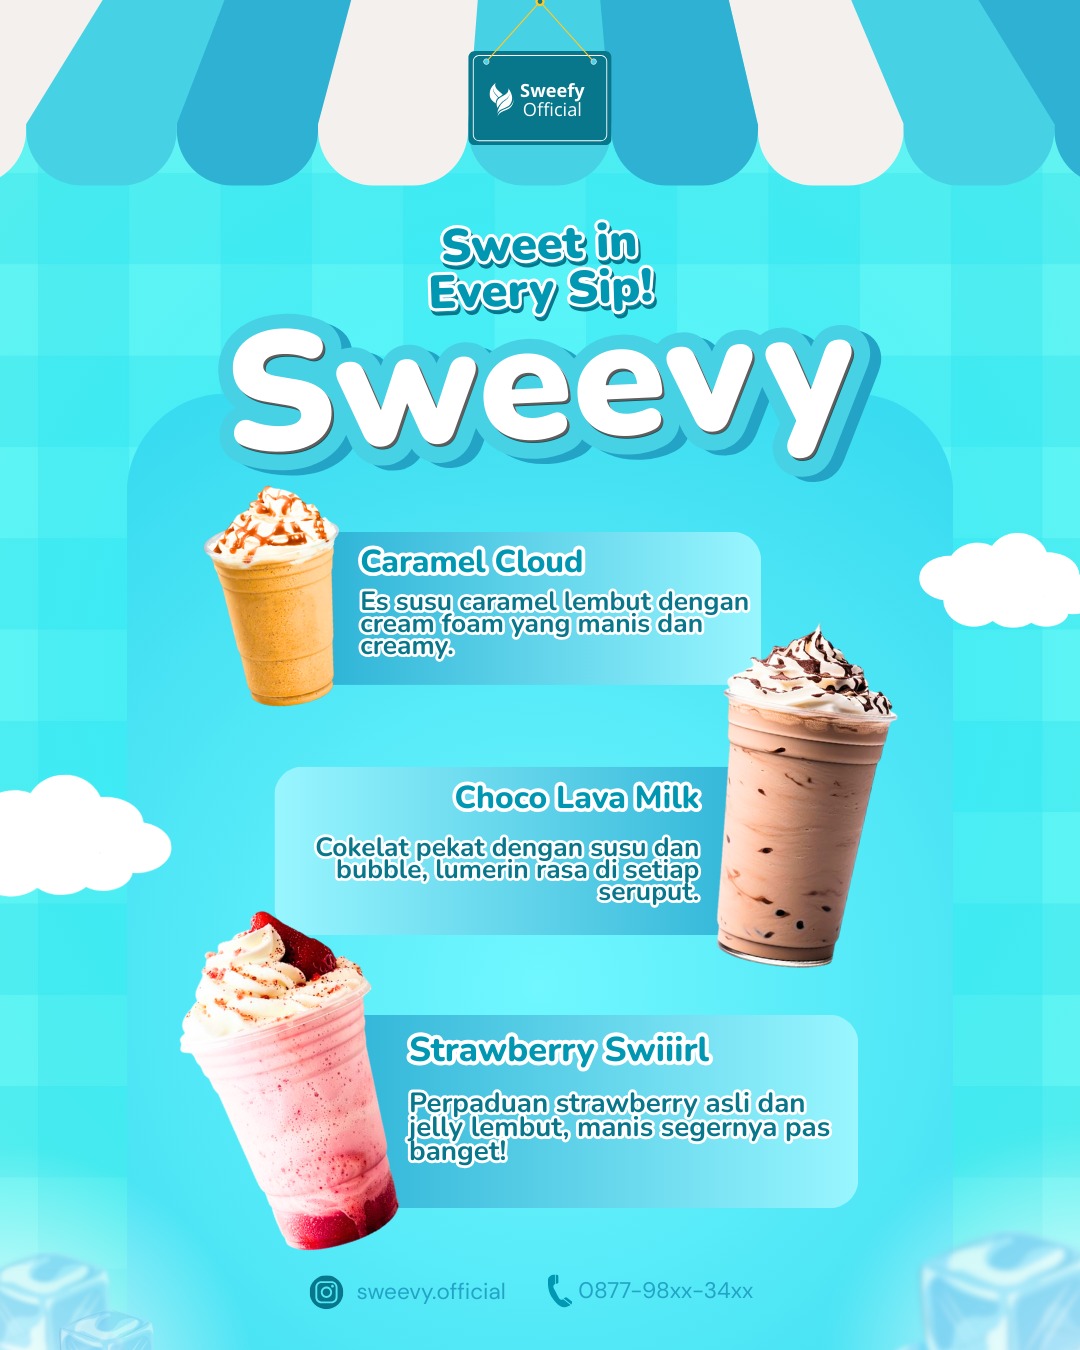 Sweefy
Official
Sweet in
Every Sip!
Sweevy
Caramel Cloud
Es susu caramel lembut dengan
cream foam yang manis dan
creamy.
Choco Lava Milk
Cokelat pekat dengan susu dan
bubble, lumerin rasa di setiap
seruput.
Strawberry Swiiirl
Perpaduan strawberry asli dan
jelly lembut, manis segernya pas
banget!
sweevy.official
0877-98xx-34xx